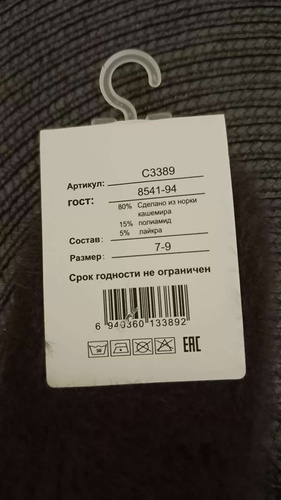 Артикул: C3389
ГОСТ: 8541-94
80% Сделано из норки
кашемира
15% полиамид
5% лайкра
Состав:
Размер: 7-9
Срок годности не ограничен
6 940360 133892
EAC